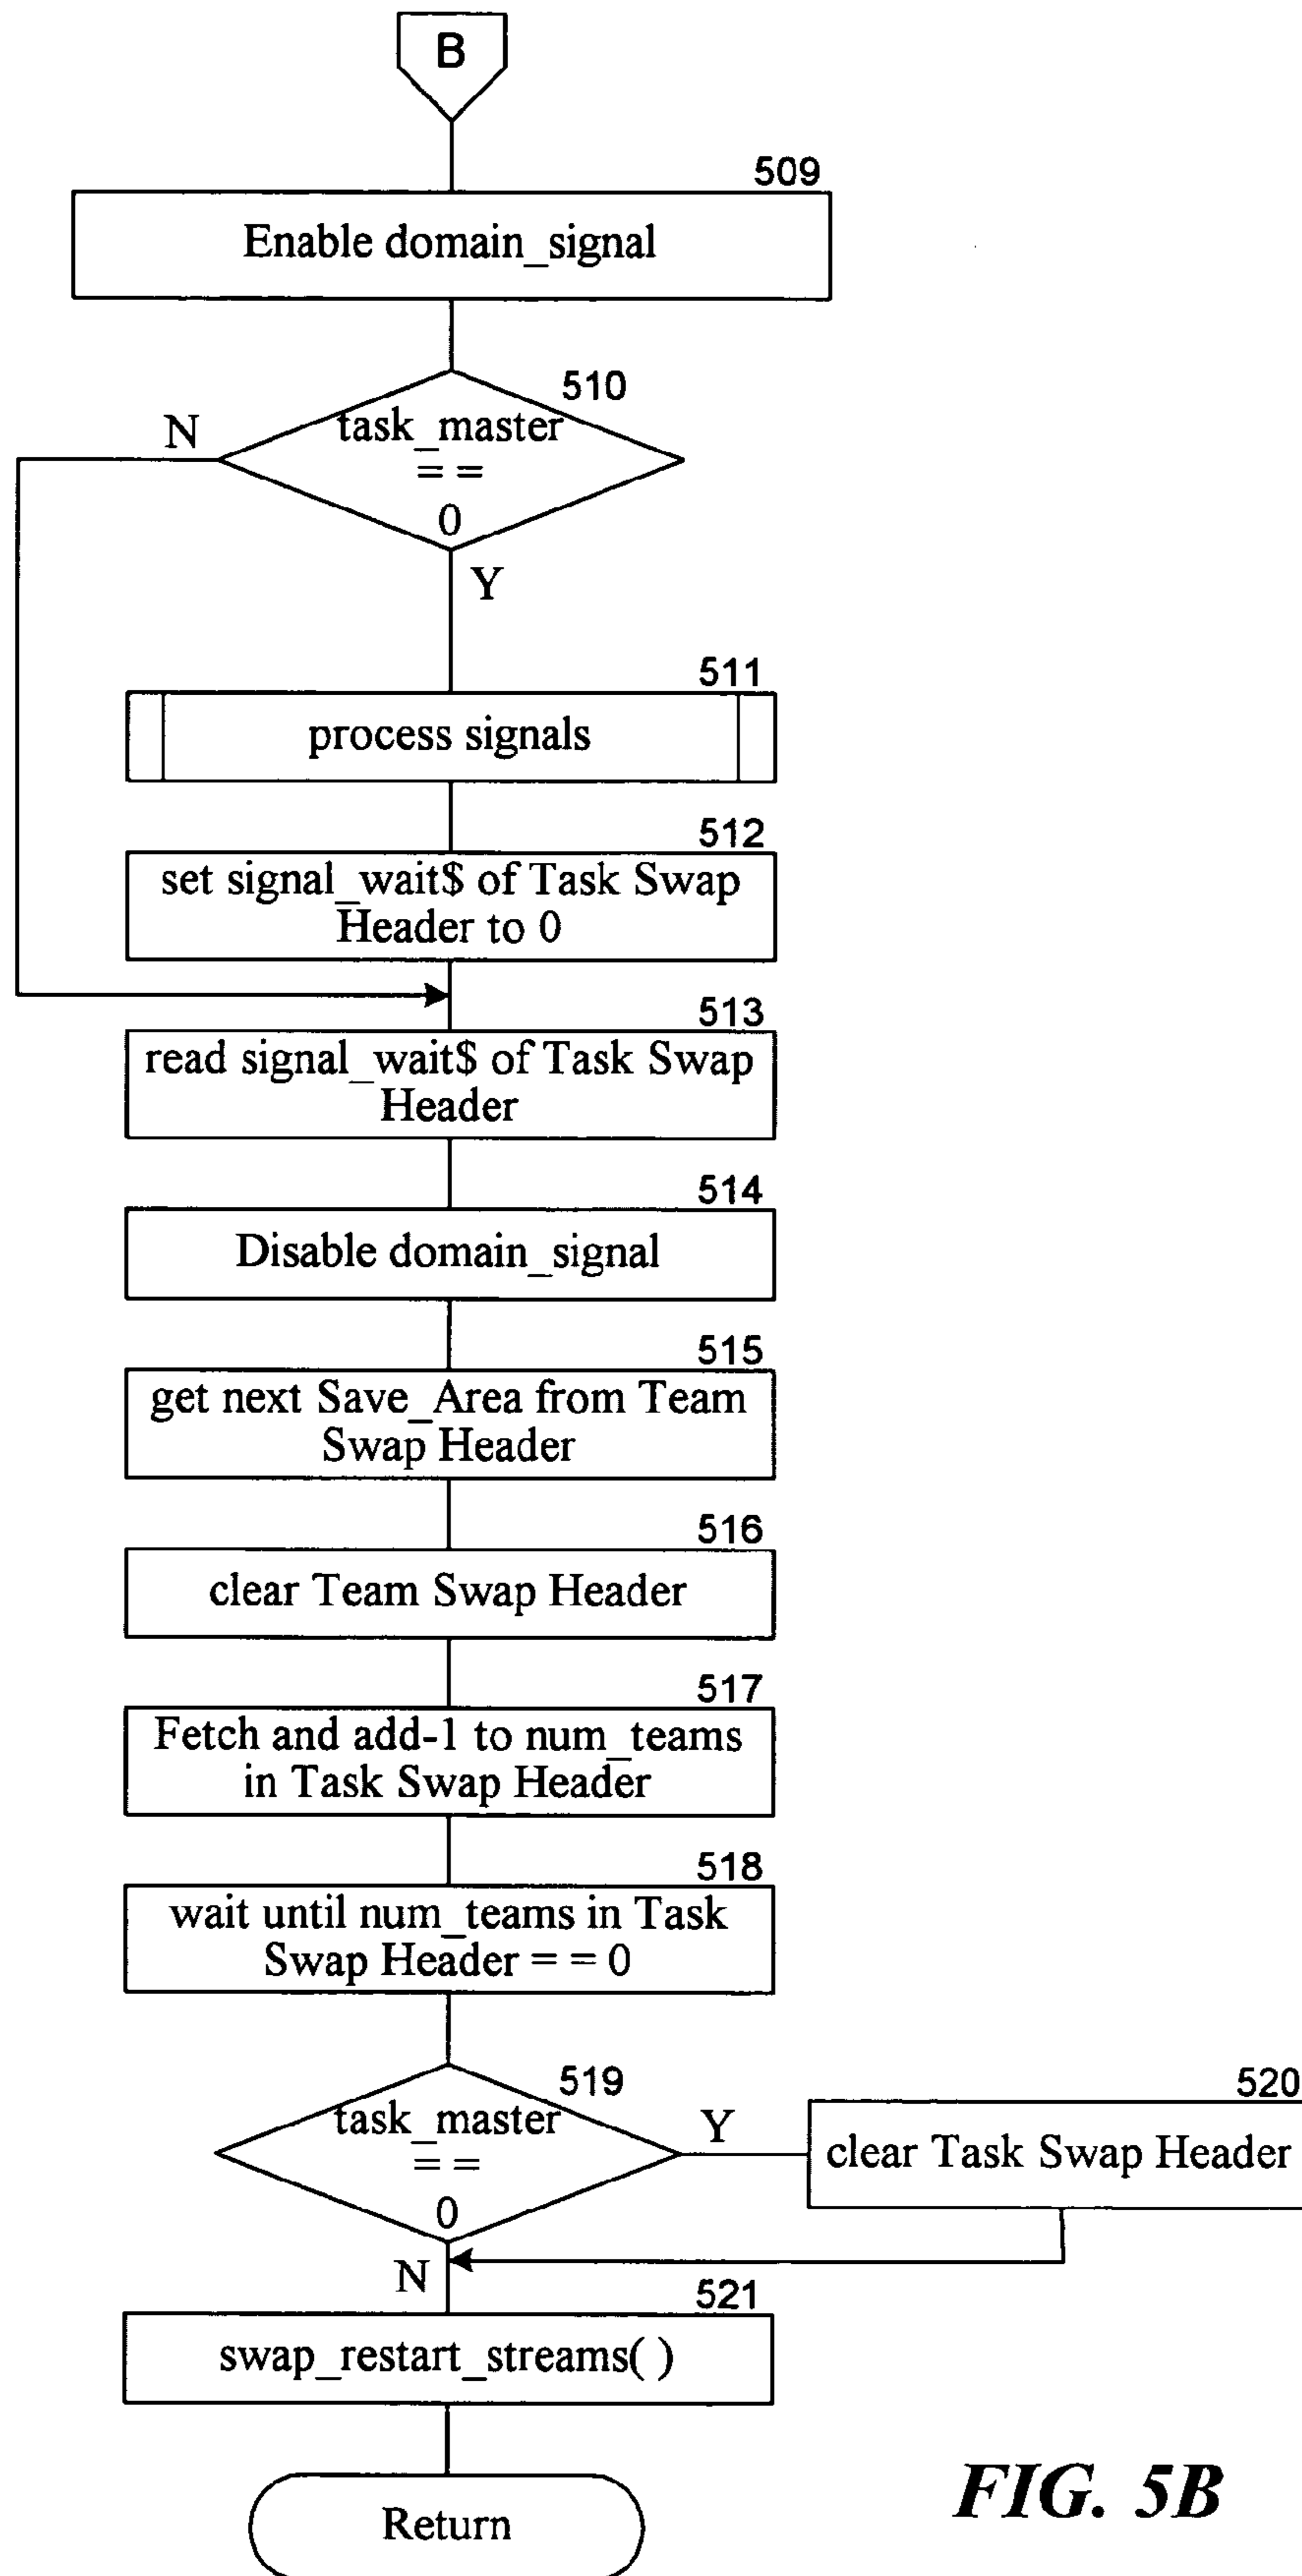 B
509
Enable domain_signal
510
task_master
= =
0
N
Y
511
process signals
512
set signal_wait$ of Task Swap
Header to 0
513
read signal_wait$ of Task Swap
Header
514
Disable domain_signal
515
get next Save_Area from Team
Swap Header
516
clear Team Swap Header
517
Fetch and add-1 to num_teams
in Task Swap Header
518
wait until num_teams in Task
Swap Header = = 0
519
task_master
= =
0
Y
N
520
clear Task Swap Header
521
swap_restart_streams( )
Return
FIG. 5B